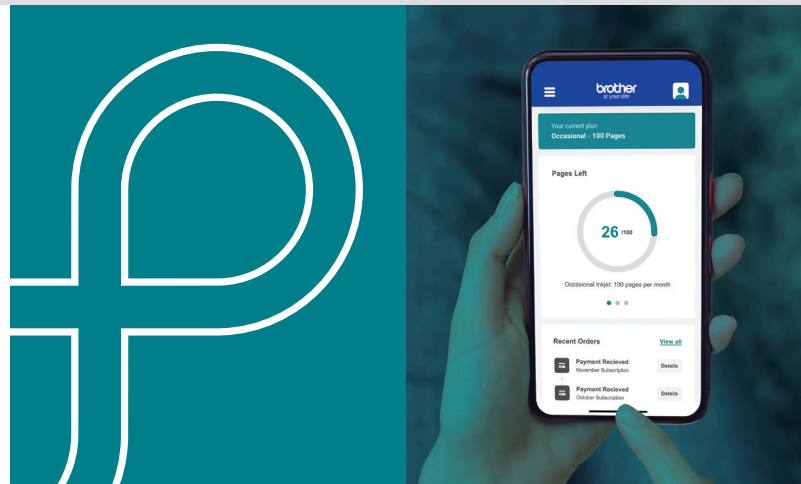 brother
at your side
Your current plan
Occasional - 100 Pages
Pages Left
26 /100
Occasional Inkjet: 100 pages per month
Recent Orders View all
Payment Recieved
November Subscription
Details
Payment Recieved
October Subscription
Details